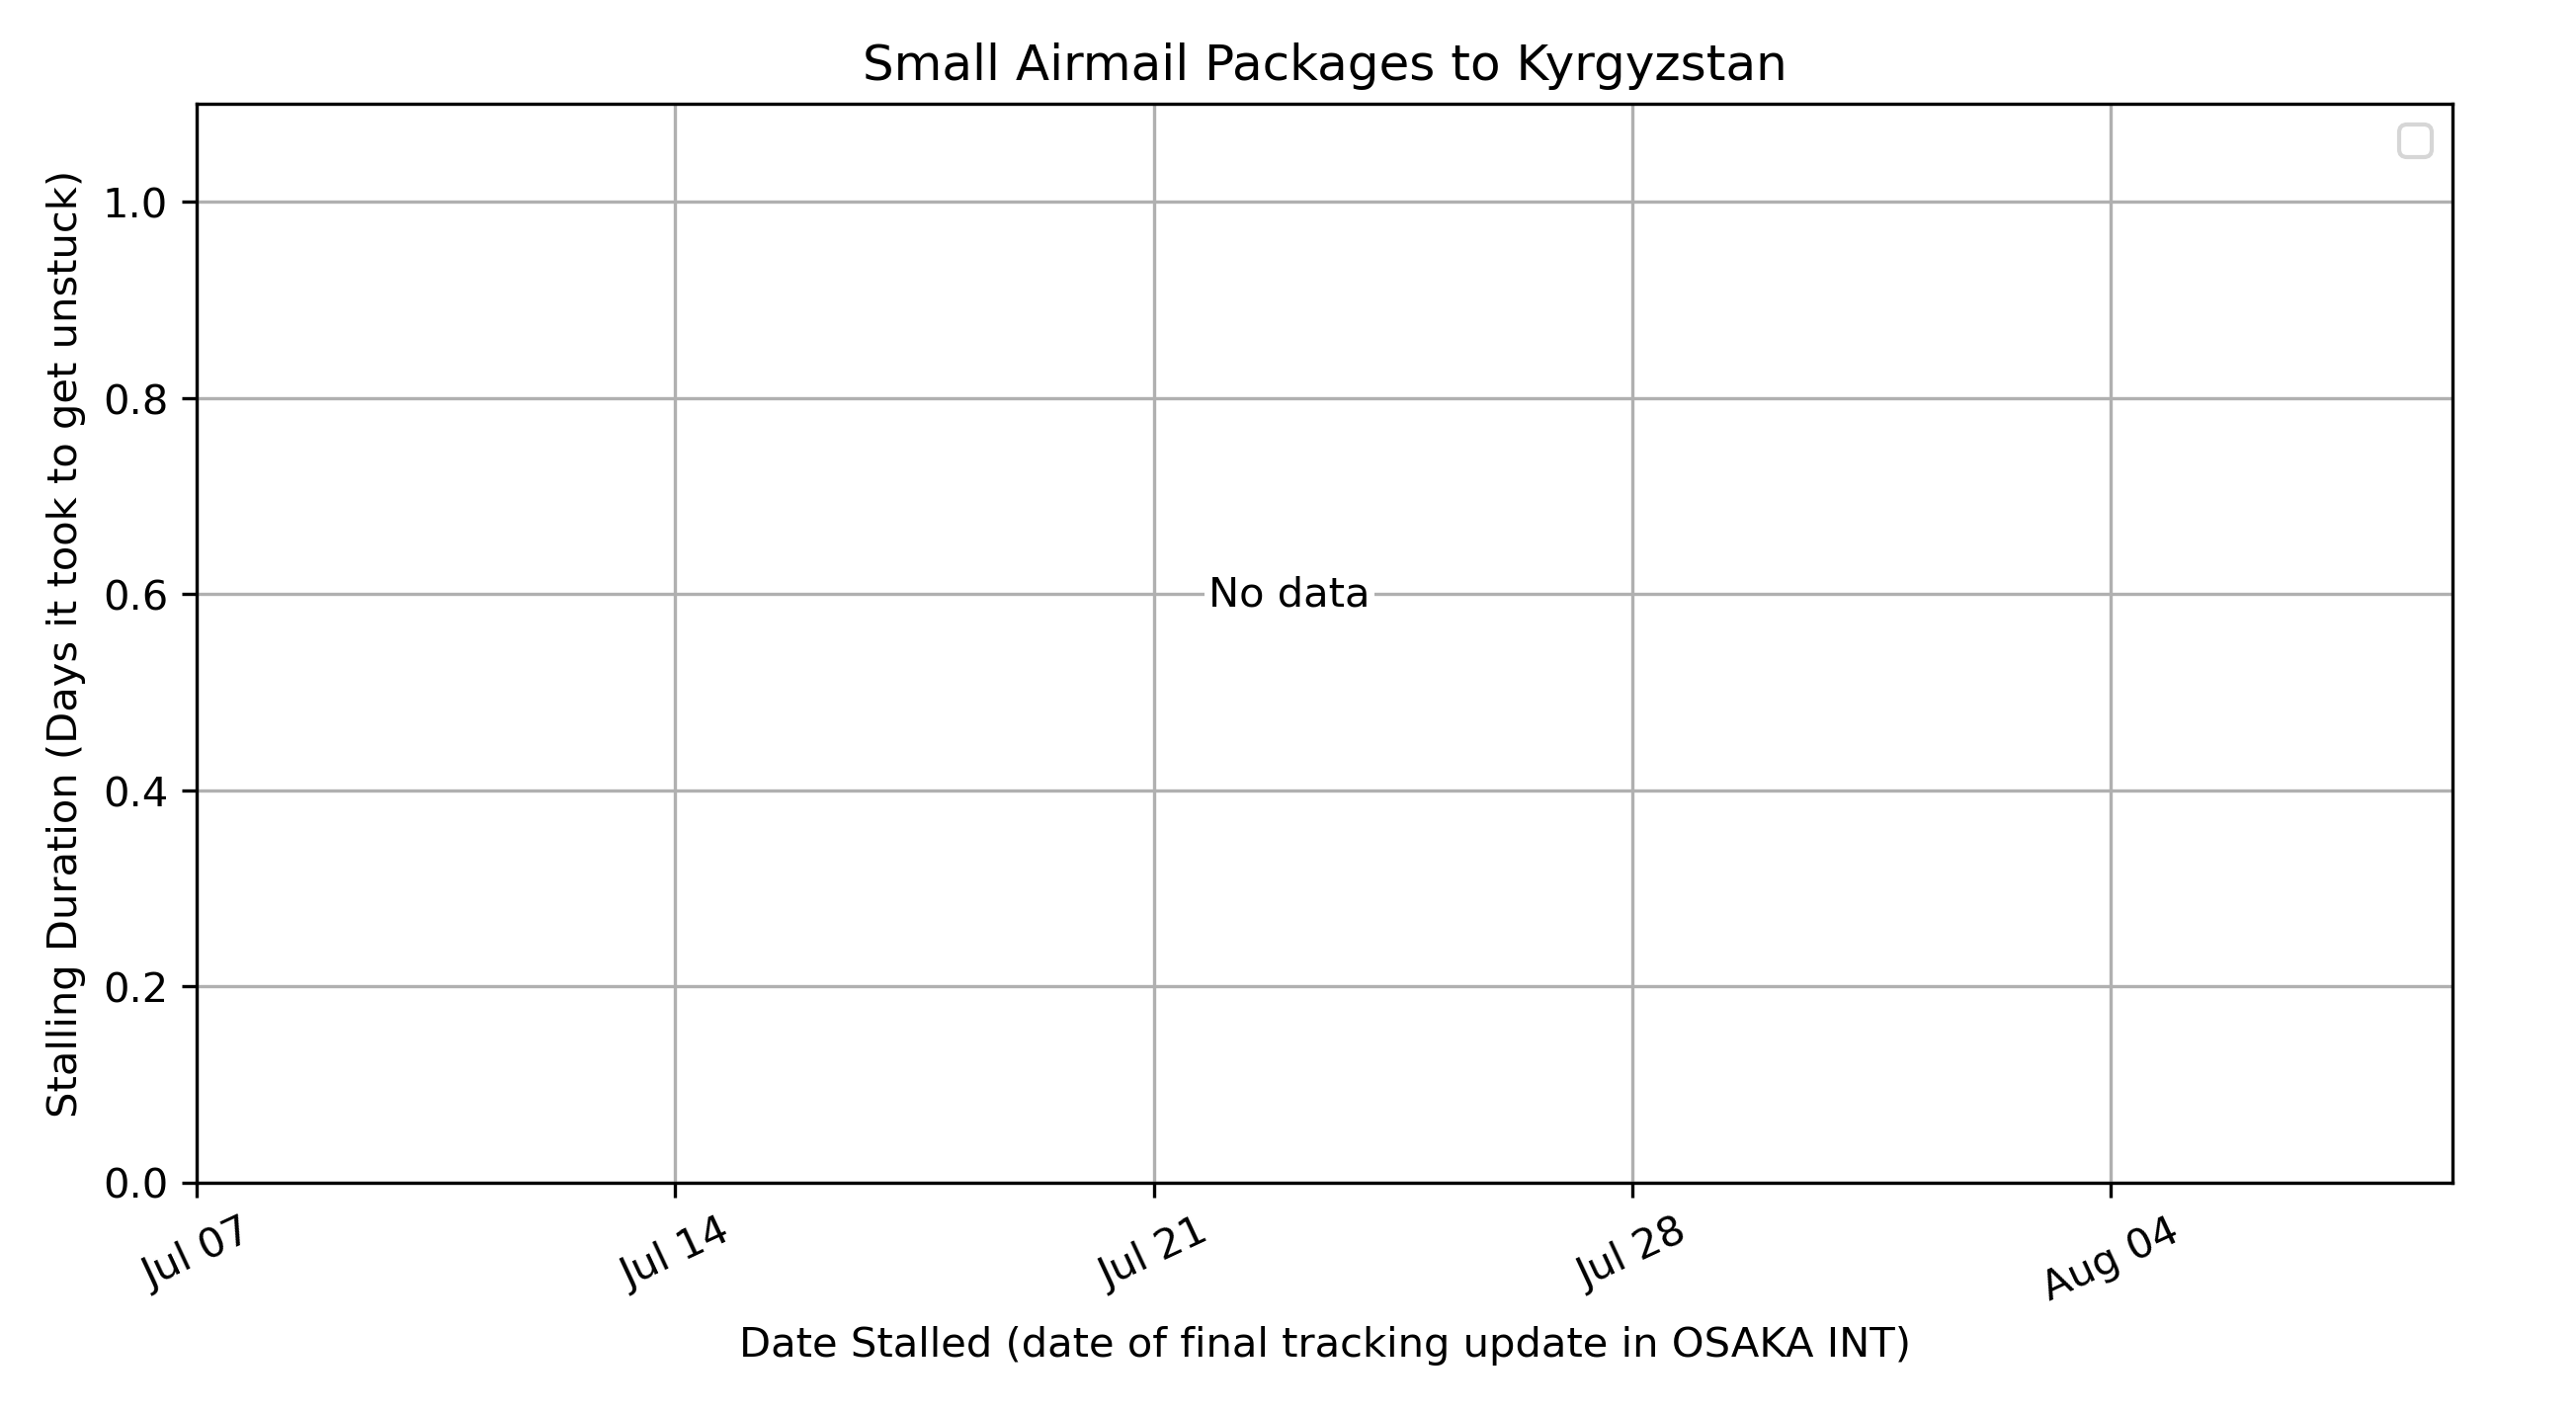 Small Airmail Packages to Kyrgyzstan
Stalling Duration (Days it took to get unstuck)
1.0
0.8
0.6
0.4
0.2
0.0
No data
Jul 07
Jul 14
Jul 21
Jul 28
Aug 04
Date Stalled (date of final tracking update in OSAKA INT)